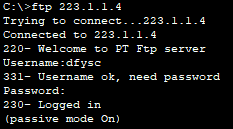 C:\>ftp 223.1.1.4
Trying to connect...223.1.1.4
Connected to 223.1.1.4
220- Welcome to PT Ftp server
Username:dfysc
331- Username ok, need password
Password:
230- Logged in
(passive mode On)